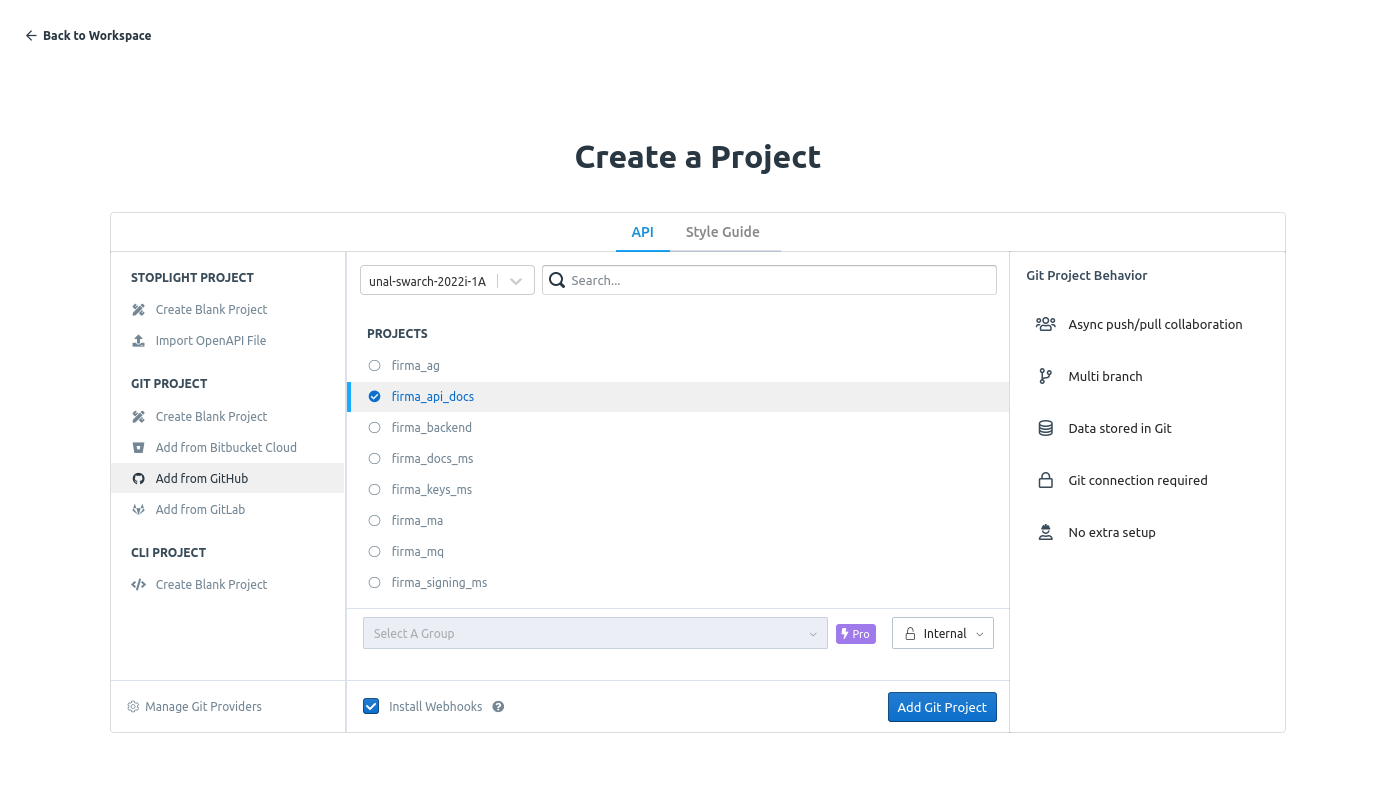 Back to Workspace
Create a Project
API
Style Guide
STOPLIGHT PROJECT
Create Blank Project
Import OpenAPI File
GIT PROJECT
Create Blank Project
Add from Bitbucket Cloud
Add from GitHub
Add from GitLab
CLI PROJECT
Create Blank Project
Manage Git Providers
unal-swarch-2022i-1A
Search...
PROJECTS
firma_ag
firma_api_docs
firma_backend
firma_docs_ms
firma_keys_ms
firma_ma
firma_mq
firma_signing_ms
Select A Group
Pro
Internal
Install Webhooks
Add Git Project
Git Project Behavior
Async push/pull collaboration
Multi branch
Data stored in Git
Git connection required
No extra setup